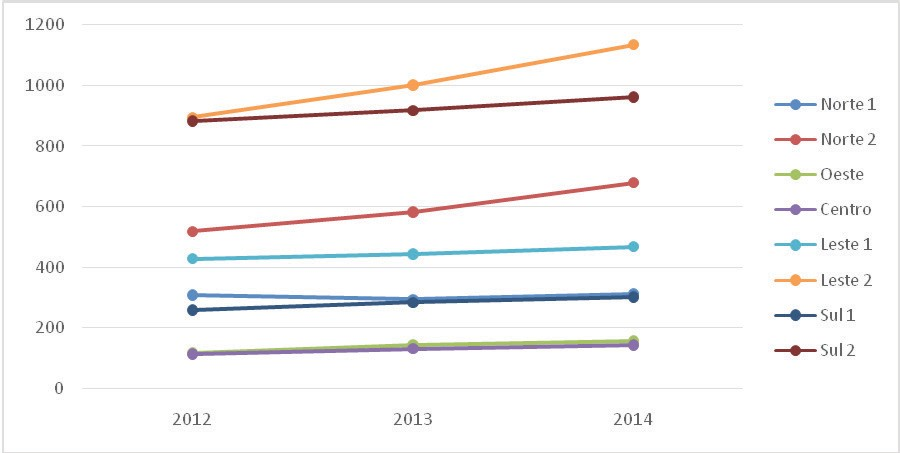 1200
1000
800
600
400
200
0
2012 2013 2014
Norte 1
Norte 2
Oeste
Centro
Leste 1
Leste 2
Sul 1
Sul 2